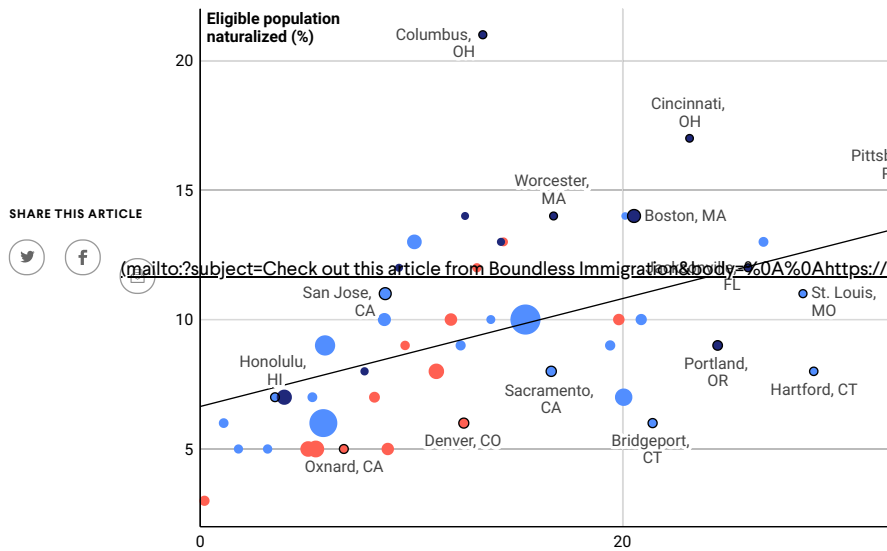 Eligible population
naturalized (%)
Columbus,
OH
20
Cincinnati,
OH
Pittsb
P
Worcester,
MA
15
SHARE THIS ARTICLE
Boston, MA
(mailto:?subject=Check out this article from Boundless Immigration&body=%0A%0Ahttps://
Jacksonville,
FL
San Jose,
CA
St. Louis,
MO
10
Honolulu,
HI
Portland,
OR
Sacramento,
CA
Hartford, CT
Denver, CO
Bridgeport,
CT
5
Oxnard, CA
0
20